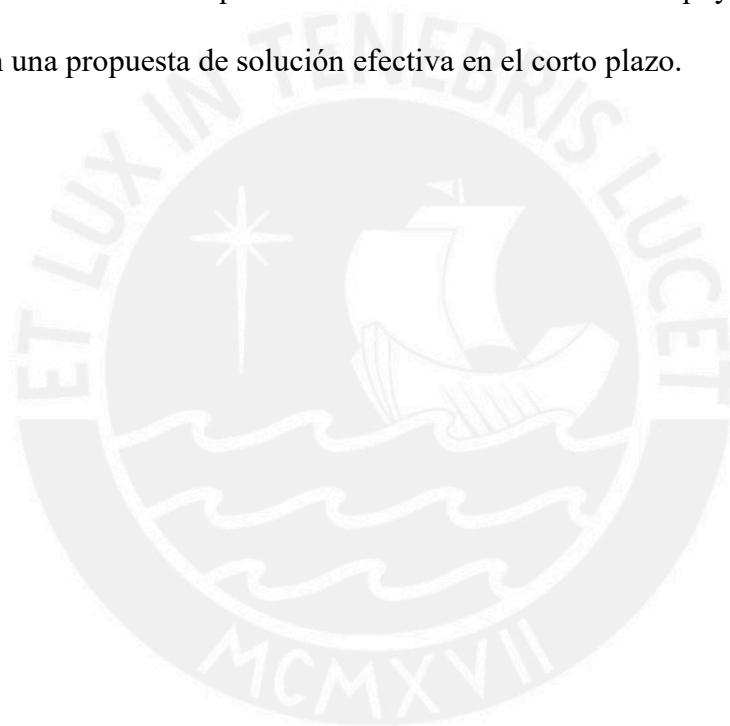 una propuesta de solución efectiva en el corto plazo.
ET LUX IN TENEBRIS LUCET
MCMXVII